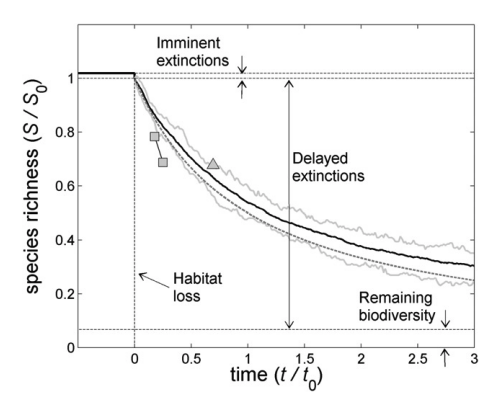 Imminent
extinctions
1
0.8
0.6
0.4
0.2
0
species richness (S / S0)
Delayed
extinctions
Habitat
loss
Remaining
biodiversity
0 0.5 1 1.5 2 2.5 3
time (t / t0)